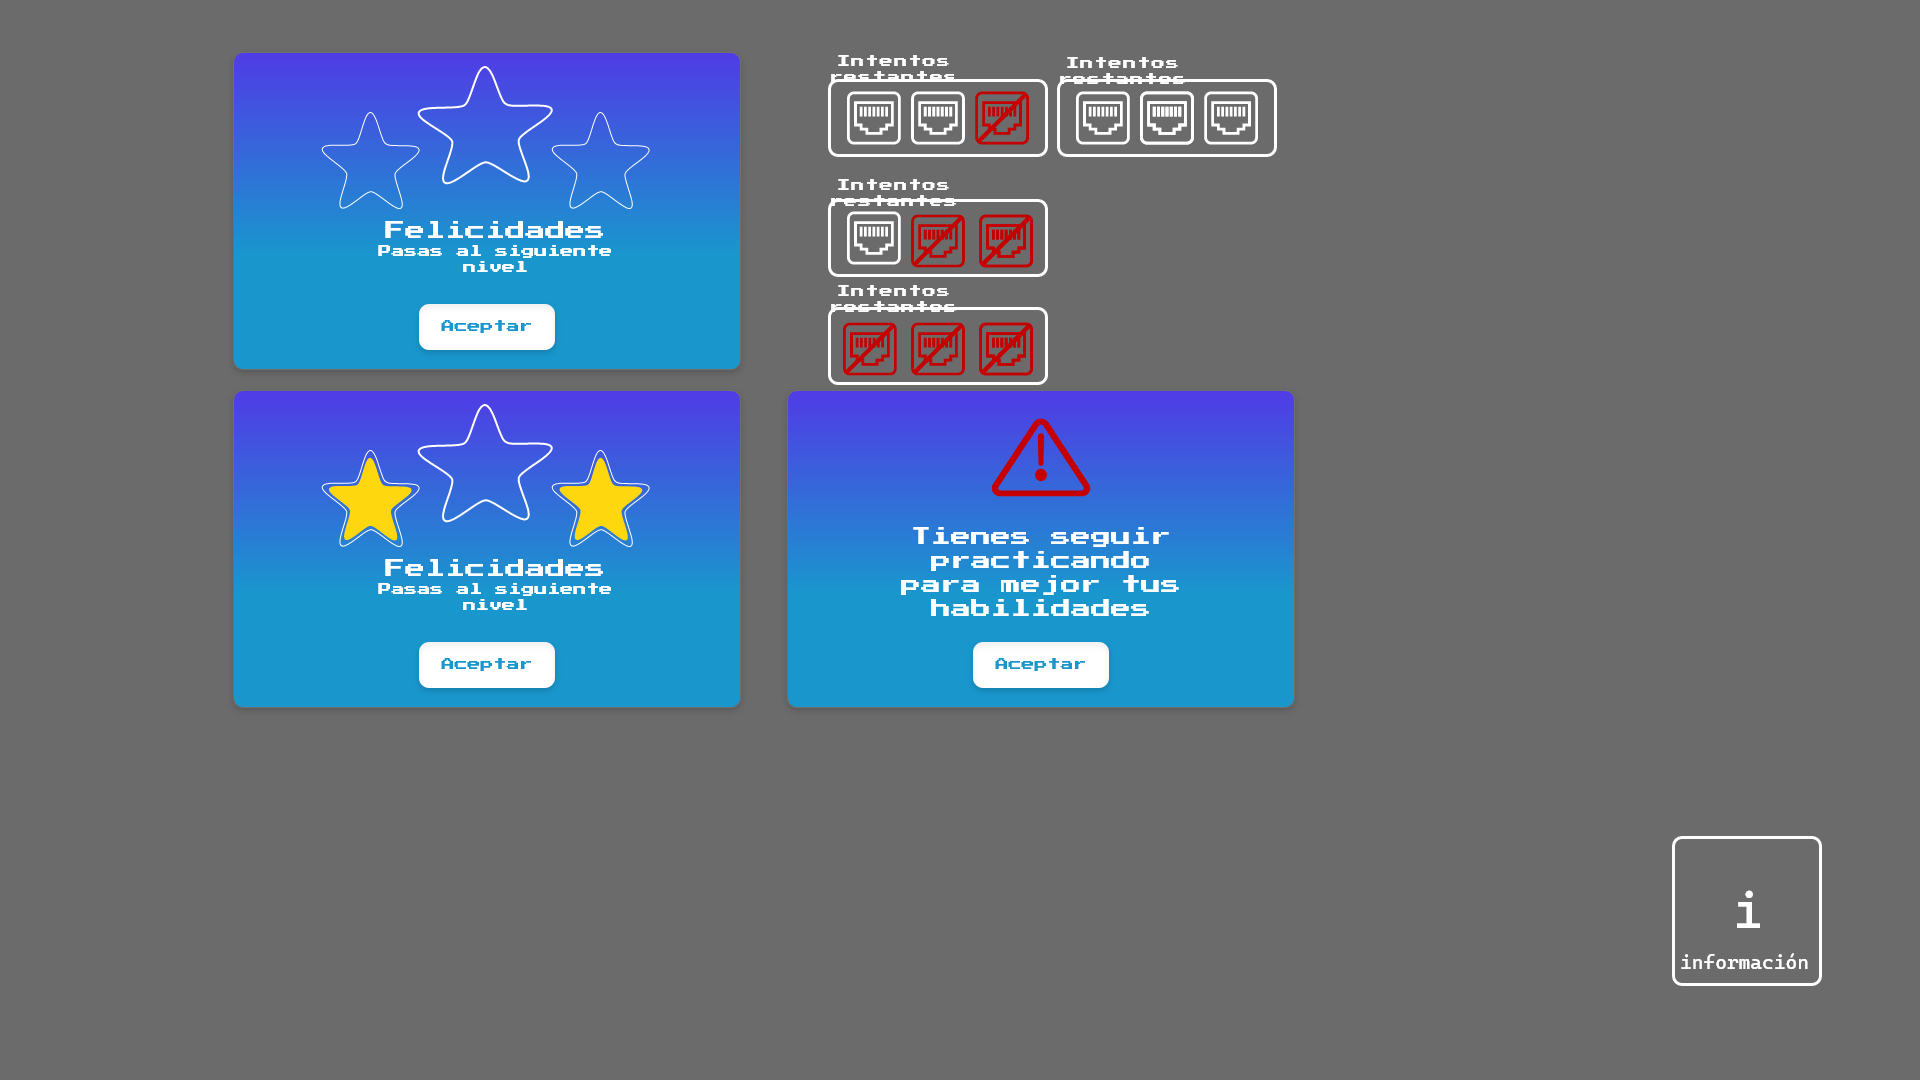 Felicidades
Pasas al siguiente
nivel
Aceptar
Intentos
restantes
Intentos
restantes
Intentos
restantes
Intentos
restantes
Felicidades
Pasas al siguiente
nivel
Aceptar
Tienes seguir
practicando
para mejor tus
habilidades
Aceptar
i
información